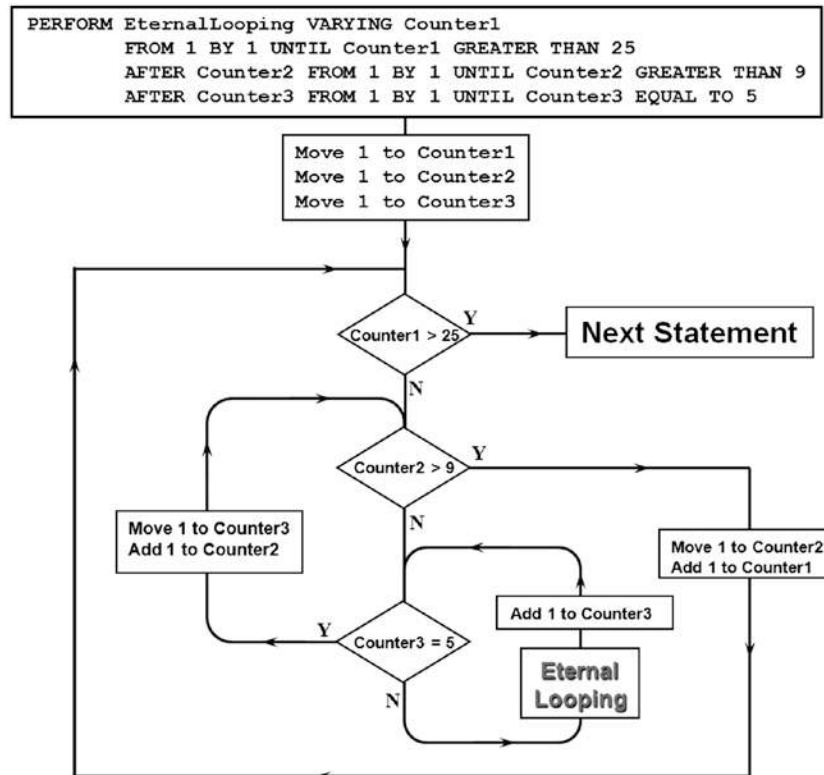 PERFORM EternalLooping VARYING Counter1
FROM 1 BY 1 UNTIL Counter1 GREATER THAN 25
AFTER Counter2 FROM 1 BY 1 UNTIL Counter2 GREATER THAN 9
AFTER Counter3 FROM 1 BY 1 UNTIL Counter3 EQUAL TO 5
Move 1 to Counter1
Move 1 to Counter2
Move 1 to Counter3
Counter1 > 25
Y
Next Statement
N
Counter2 > 9
Y
N
Move 1 to Counter3
Add 1 to Counter2
Move 1 to Counter2
Add 1 to Counter1
Add 1 to Counter3
Y
Counter3 = 5
N
Eternal
Looping